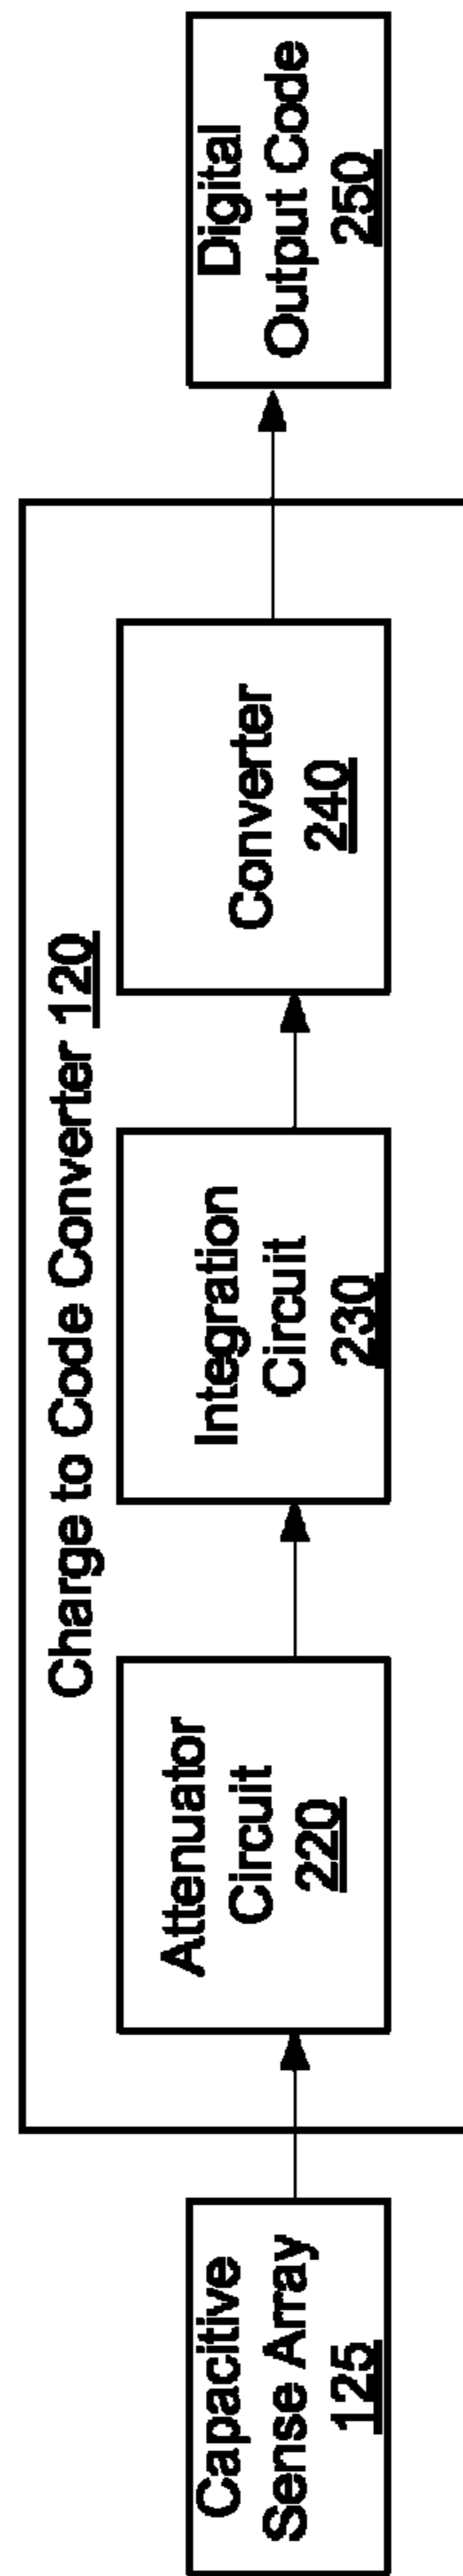 Charge to Code Converter 120
Capacitive
Sense Array
125
Attenuator
Circuit
220
Integration
Circuit
230
Converter
240
Digital
Output Code
250